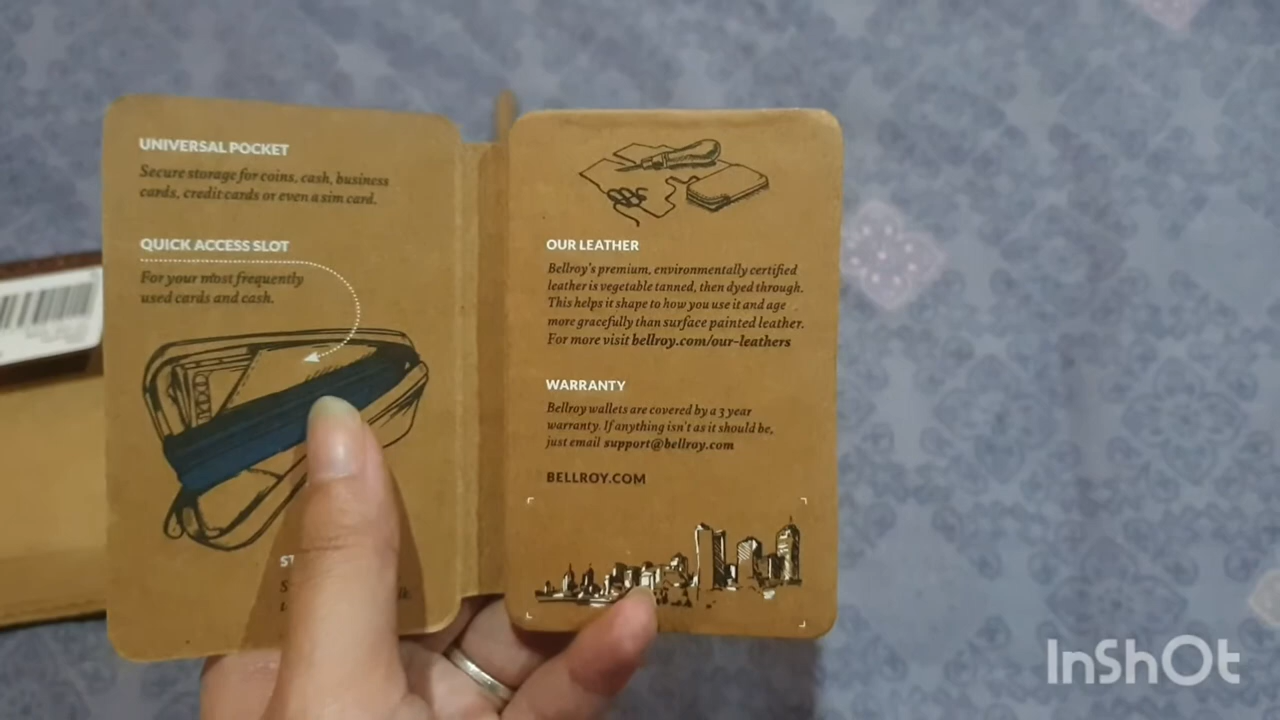 UNIVERSAL POCKET
Secure storage for coins, cash, business
cards, credit cards or even a sim card.
QUICK ACCESS SLOT
For your most frequently
used cards and cash.
OUR LEATHER
Bellroy's premium, environmentally certified
leather is vegetable tanned, then dyed through.
This helps it shape to how you use it and age
more gracefully than surface painted leather.
For more visit bellroy.com/our-leathers
WARRANTY
Bellroy wallets are covered by a 3 year
warranty. If anything isn't as it should be,
just email support@bellroy.com
BELLROY.COM
InShOt